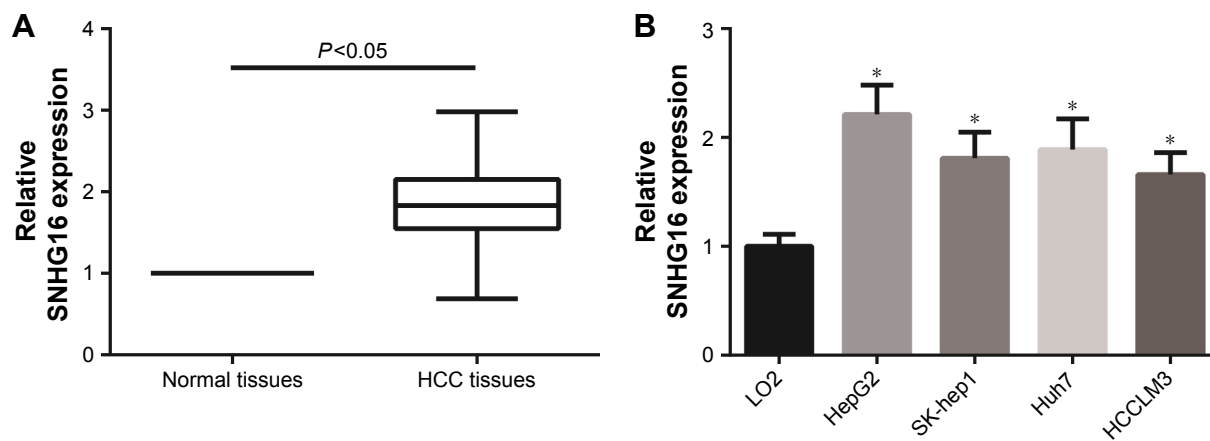 A
Relative
SNHG16 expression
4
3
2
1
0
P<0.05
Normal tissues
HCC tissues
B
Relative
SNHG16 expression
3
2
1
0
*
*
*
*
LO2
HepG2
SK-hep1
Huh7
HCCLM3